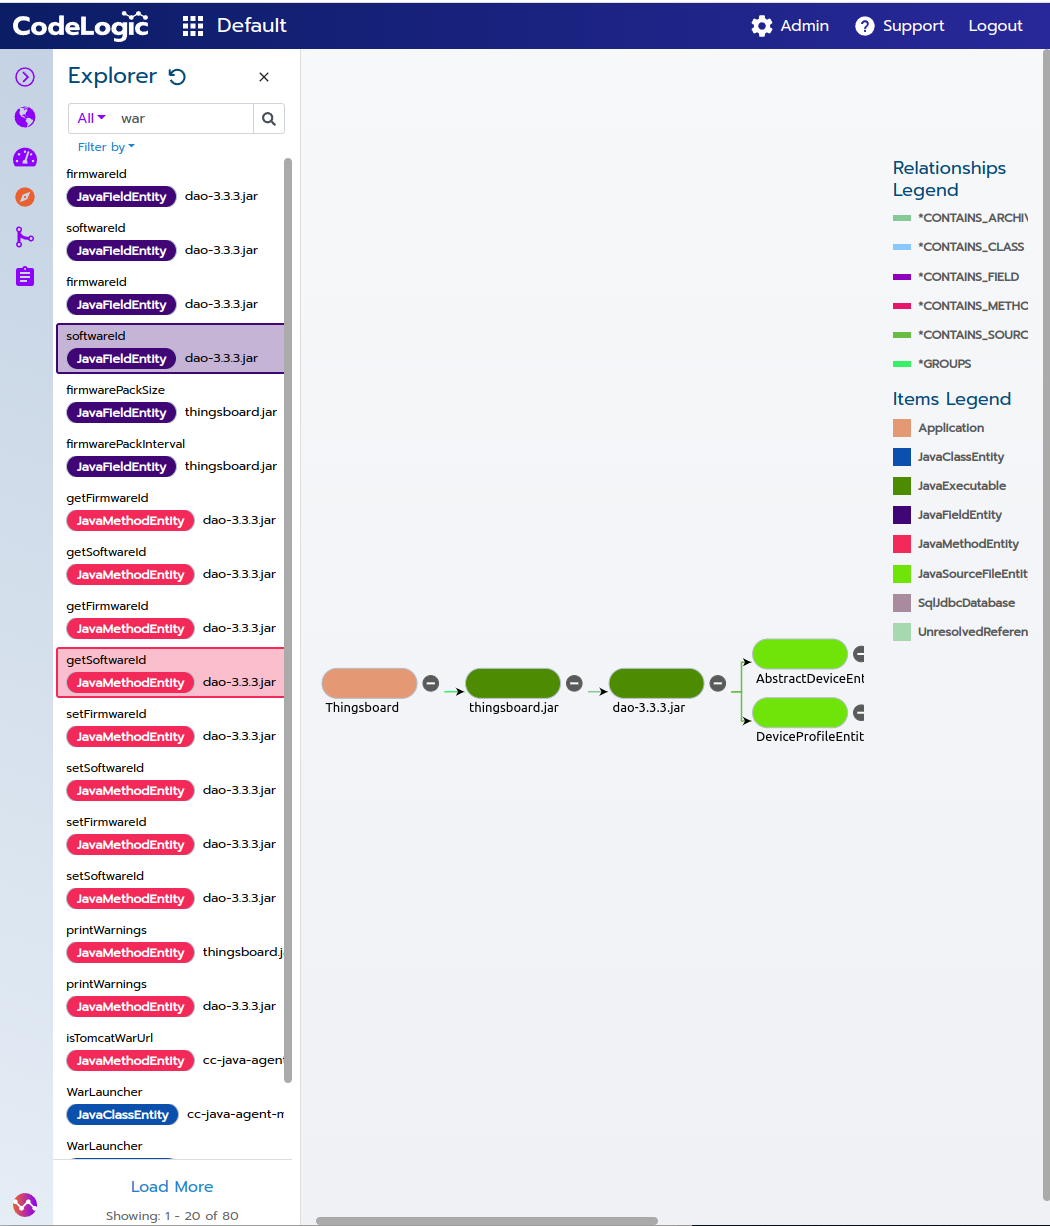 CodeLogic
Default
Admin
Support
Logout
Explorer
All
war
Filter by
firmwareId
JavaFieldEntity dao-3.3.3.jar
softwareId
JavaFieldEntity dao-3.3.3.jar
firmwareId
JavaFieldEntity dao-3.3.3.jar
softwareId
JavaFieldEntity dao-3.3.3.jar
firmwarePackSize
JavaFieldEntity thingsboard.jar
firmwarePackInterval
JavaFieldEntity thingsboard.jar
getFirmwareId
JavaMethodEntity dao-3.3.3.jar
getSoftwareId
JavaMethodEntity dao-3.3.3.jar
getFirmwareId
JavaMethodEntity dao-3.3.3.jar
getSoftwareId
JavaMethodEntity dao-3.3.3.jar
setFirmwareId
JavaMethodEntity dao-3.3.3.jar
setSoftwareId
JavaMethodEntity dao-3.3.3.jar
setFirmwareId
JavaMethodEntity dao-3.3.3.jar
setSoftwareId
JavaMethodEntity dao-3.3.3.jar
printWarnings
JavaMethodEntity thingsboard.j
printWarnings
JavaMethodEntity dao-3.3.3.jar
isTomcatWarUrl
JavaMethodEntity cc-java-agent
WarLauncher
JavaClassEntity cc-java-agent-m
WarLauncher
Load More
Showing: 1 - 20 of 80
Thingsboard
thingsboard.jar
dao-3.3.3.jar
AbstractDeviceEnt
DeviceProfileEntit
Relationships
Legend
*CONTAINS_ARCHIV
*CONTAINS_CLASS
*CONTAINS_FIELD
*CONTAINS_METHO
*CONTAINS_SOURC
*GROUPS
Items Legend
Application
JavaClassEntity
JavaExecutable
JavaFieldEntity
JavaMethodEntity
JavaSourceFileEntit
SqlJdbcDatabase
UnresolvedReferen